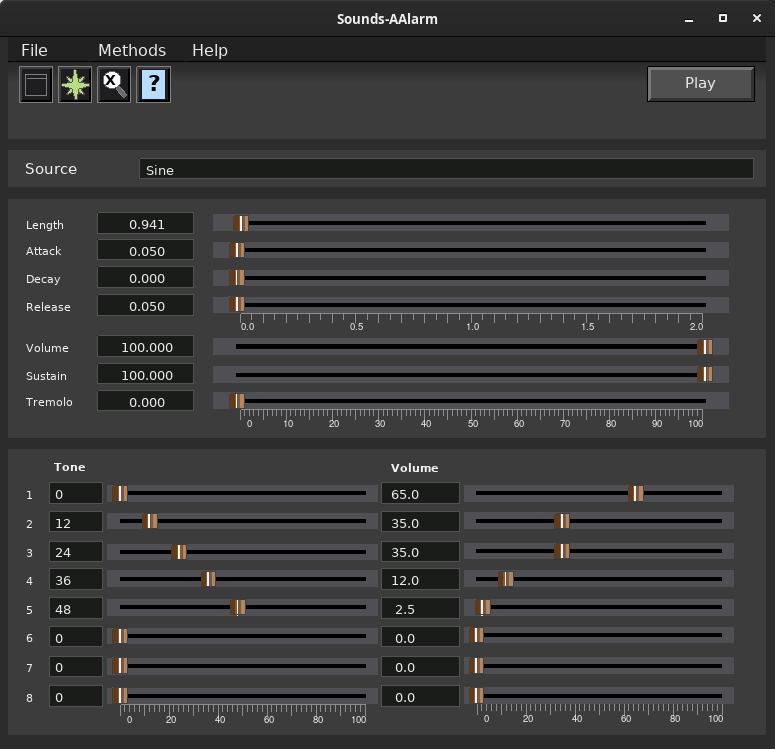 Sounds-AAlarm
File Methods Help
X ? Play
Source Sine
Length 0.941
Attack 0.050
Decay 0.000
Release 0.050
0.0 0.5 1.0 1.5 2.0
Volume 100.000
Sustain 100.000
Tremolo 0.000
0 10 20 30 40 50 60 70 80 90 100
Tone Volume
1 0 65.0
2 12 35.0
3 24 35.0
4 36 12.0
5 48 2.5
6 0 0.0
7 0 0.0
8 0 0.0
0 20 40 60 80 100 0 20 40 60 80 100